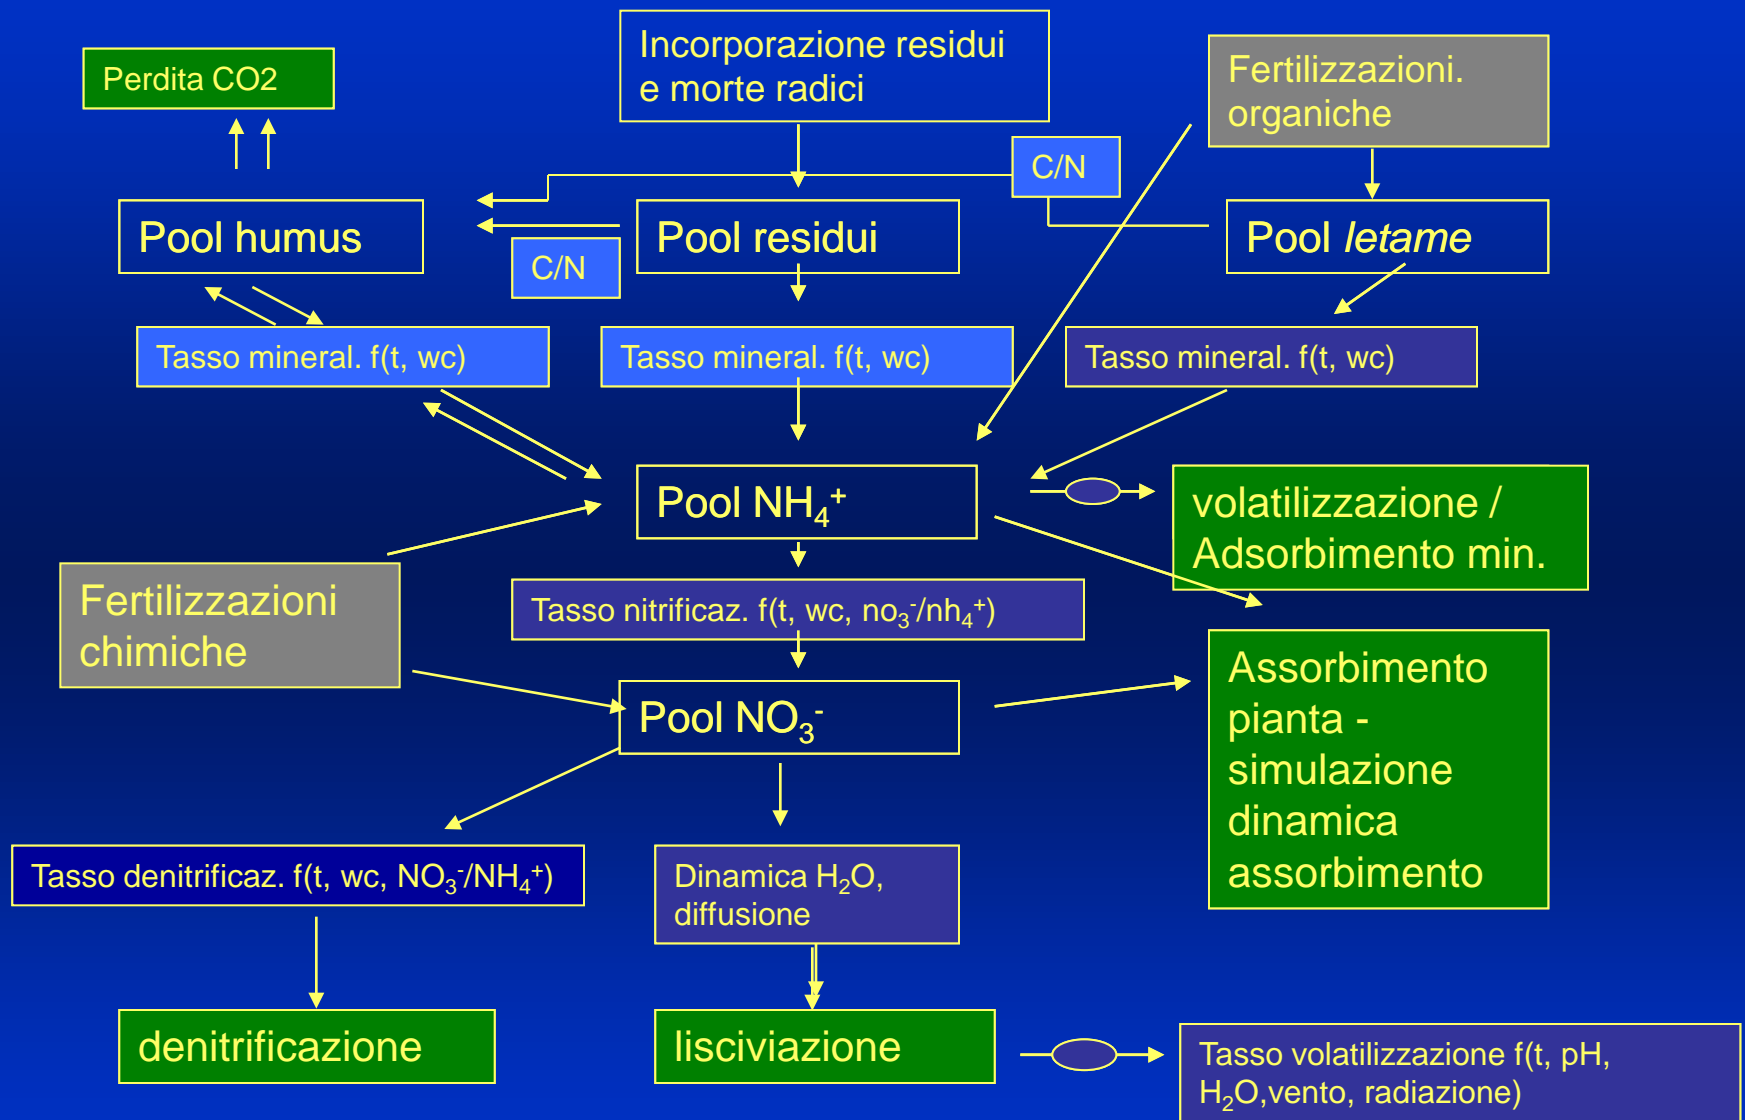 Incorporazione residui
e morte radici
Perdita CO2
Fertilizzazioni.
organiche
C/N
Pool humus
Pool residui
Pool letame
C/N
Tasso mineral. f(t, wc)
Tasso mineral. f(t, wc)
Tasso mineral. f(t, wc)
Pool NH₄⁺
volatilizzazione /
Adsorbimento min.
Fertilizzazioni
chimiche
Tasso nitrificaz. f(t, wc, no₃⁻/nh₄⁺)
Assorbimento
pianta -
simulazione
dinamica
assorbimento
Pool NO₃⁻
Tasso denitrificaz. f(t, wc, NO₃⁻/NH₄⁺)
Dinamica H₂O,
diffusione
denitrificazione
lisciviazione
Tasso volatilizzazione f(t, pH,
H₂O,vento, radiazione)